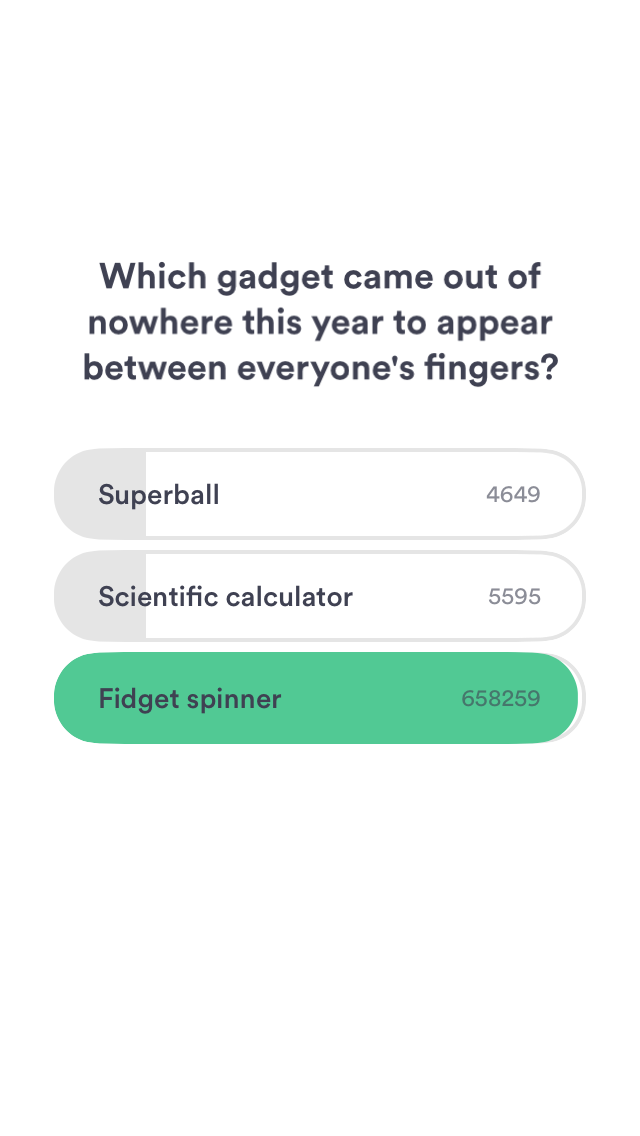 Which gadget came out of
nowhere this year to appear
between everyone's fingers?
Superball 4649
Scientific calculator 5595
Fidget spinner 658259